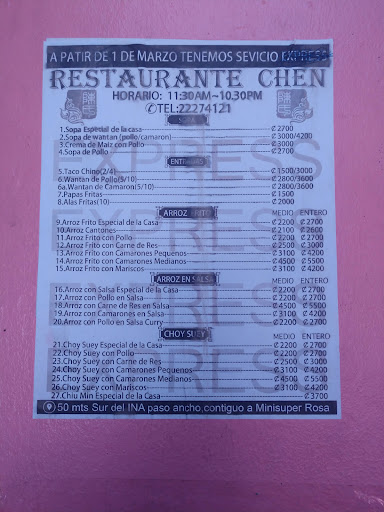 A PATIR DE 1 DE MARZO TENEMOS SEVICIO EXPRESS
RESTAURANTE CHEN
HORARIO: 11:30AM~10.30PM
TEL:22274121
SOPA
1.Sopa Especial de la casa ₡2700
2.Sopa de wantan (pollo/camaron) ₡3000/4200
3.Crema de Maiz con Pollo ₡3000
4.Sopa de Pollo ₡2700
ENTRADAS
5.Taco Chino(2/4) ₡1500/3000
6.Wantan de Pollo(5/10) ₡2800/3600
6a.Wantan de Camaron(5/10) ₡2800/3600
7.Papas Fritas ₡1500
8.Alas Fritas(10) ₡2000
ARROZ FRITO MEDIO ENTERO
9.Arroz Frito Especial de la Casa ₡2200 ₡2700
10.Arroz Cantones ₡2100 ₡2600
11.Arroz Frito con Pollo ₡2200 ₡2700
12.Arroz Frito con Carne de Res ₡2500 ₡3000
13.Arroz Frito con Camarones Pequenos ₡3100 ₡4200
14.Arroz Frito con Camarones Medianos ₡4500 ₡5500
15.Arroz Frito con Mariscos ₡3100 ₡4200
ARROZ EN SALSA MEDIO ENTERO
16.Arroz con Salsa Especial de la Casa ₡2200 ₡2700
17.Arroz con Pollo en Salsa ₡2200 ₡2700
18.Arroz con Carne de Res en Salsa ₡4500 ₡5500
19.Arroz con Camarones en Salsa ₡3100 ₡4200
20.Arroz con Pollo en Salsa Curry ₡2200 ₡2700
CHOY SUEY MEDIO ENTERO
21.Choy Suey Especial de la Casa ₡2200 ₡2700
22.Choy Suey con Pollo ₡2200 ₡2700
23.Choy Suey con Carne de Res ₡2500 ₡3000
24.Choy Suey con Camarones Pequenos ₡3100 ₡4200
25.Choy Suey con Camarones Medianos ₡4500 ₡5500
26.Choy Suey con Mariscos ₡3100 ₡4200
27.Chiu Min Especial de la Casa ₡3700
50 mts Sur del INA paso ancho,contiguo a Minisuper Rosa
EXPRESS
EXPRESS
EXPRESS
EXPRESS